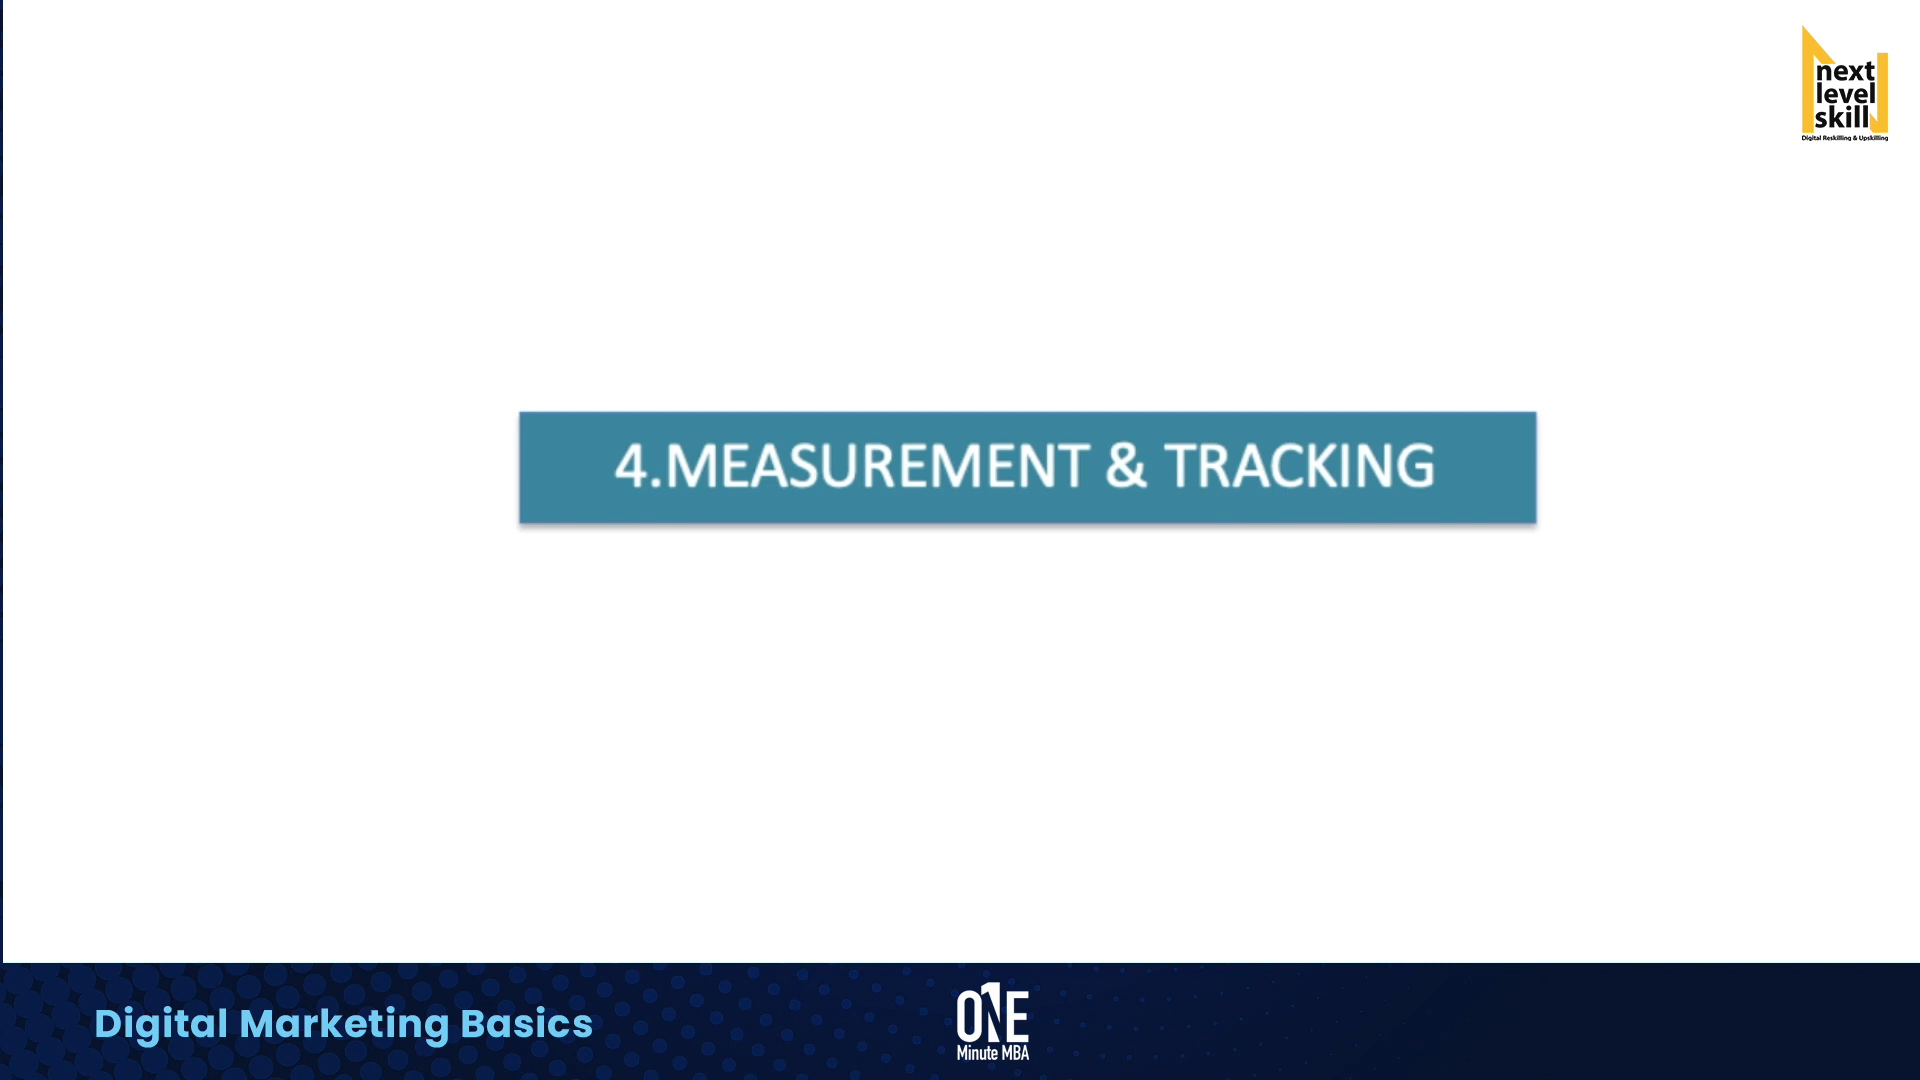 next
level
skill
Digital Reskilling & Upskilling
4.MEASUREMENT & TRACKING
Digital Marketing Basics
ONE
Minute MBA